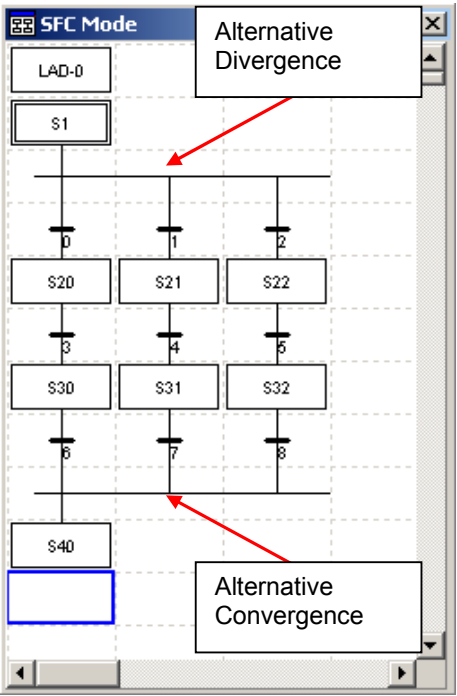 SFC Mode
Alternative
Divergence
LAD-0
S1
0 1 2
S20 S21 S22
3 4 5
S30 S31 S32
6 7 8
S40
Alternative
Convergence